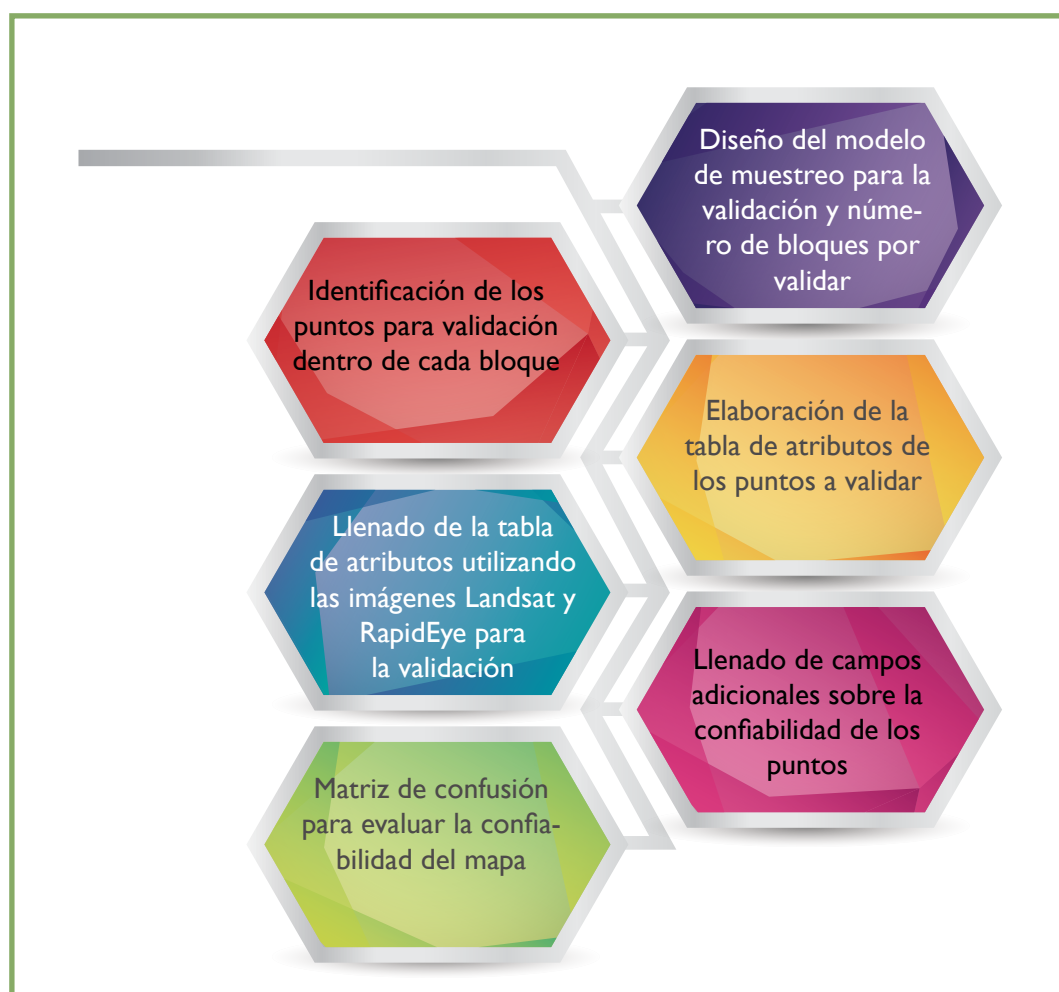 Diseño del modelo
de muestreo para la
validación y núme-
ro de bloques por
validar
Identificación de los
puntos para validación
dentro de cada bloque
Elaboración de la
tabla de atributos de
los puntos a validar
Llenado de la tabla
de atributos utilizando
las imágenes Landsat y
RapidEye para
la validación
Llenado de campos
adicionales sobre la
confiabilidad de los
puntos
Matriz de confusión
para evaluar la confia-
bilidad del mapa